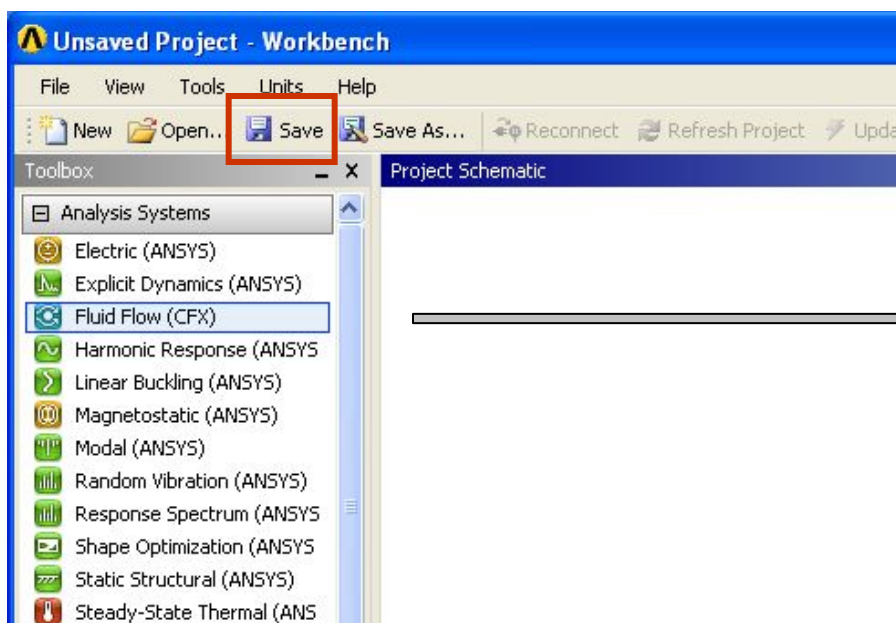 Unsaved Project - Workbench
File View Tools Units Help
New Open... Save Save As... Reconnect Refresh Project Upda
Toolbox
Project Schematic
Analysis Systems
Electric (ANSYS)
Explicit Dynamics (ANSYS)
Fluid Flow (CFX)
Harmonic Response (ANSYS
Linear Buckling (ANSYS)
Magnetostatic (ANSYS)
Modal (ANSYS)
Random Vibration (ANSYS)
Response Spectrum (ANSYS
Shape Optimization (ANSYS
Static Structural (ANSYS)
Steady-State Thermal (ANS